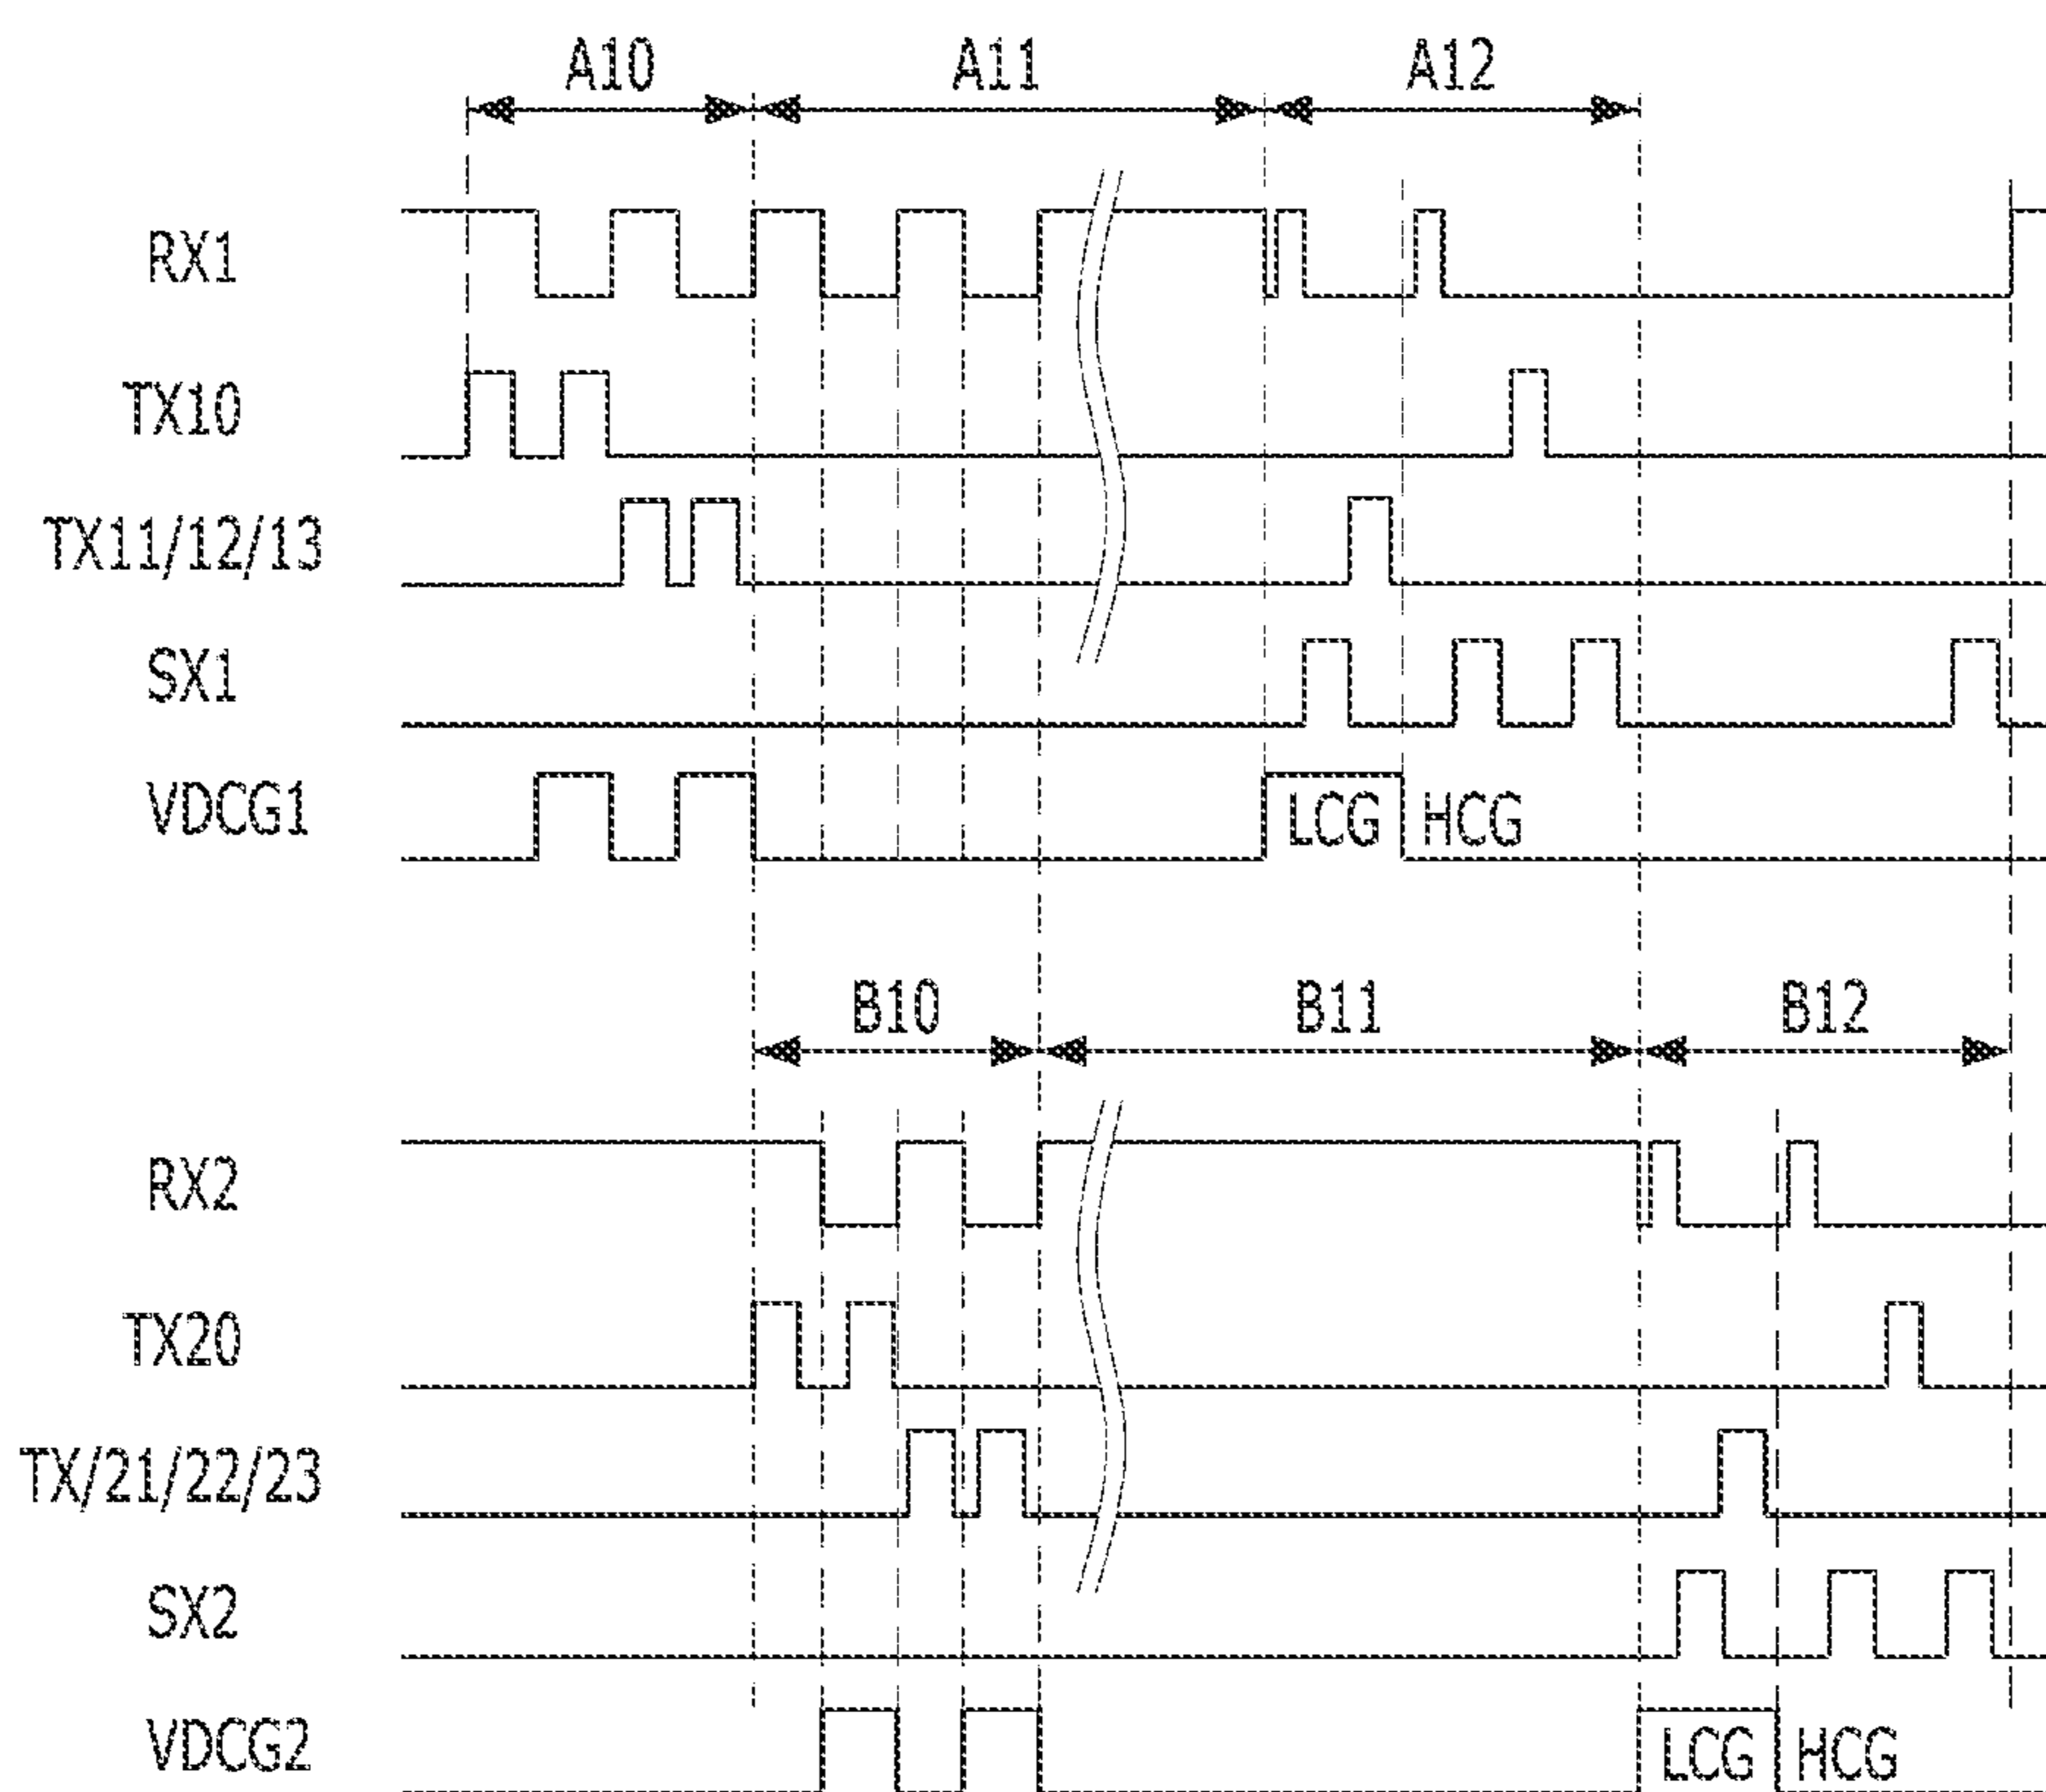 A10 A11 A12
RX1
TX10
TX11/12/13
SX1
VDCG1 LCG HCG
B10 B11 B12
RX2
TX20
TX/21/22/23
SX2
VDCG2 LCG HCG